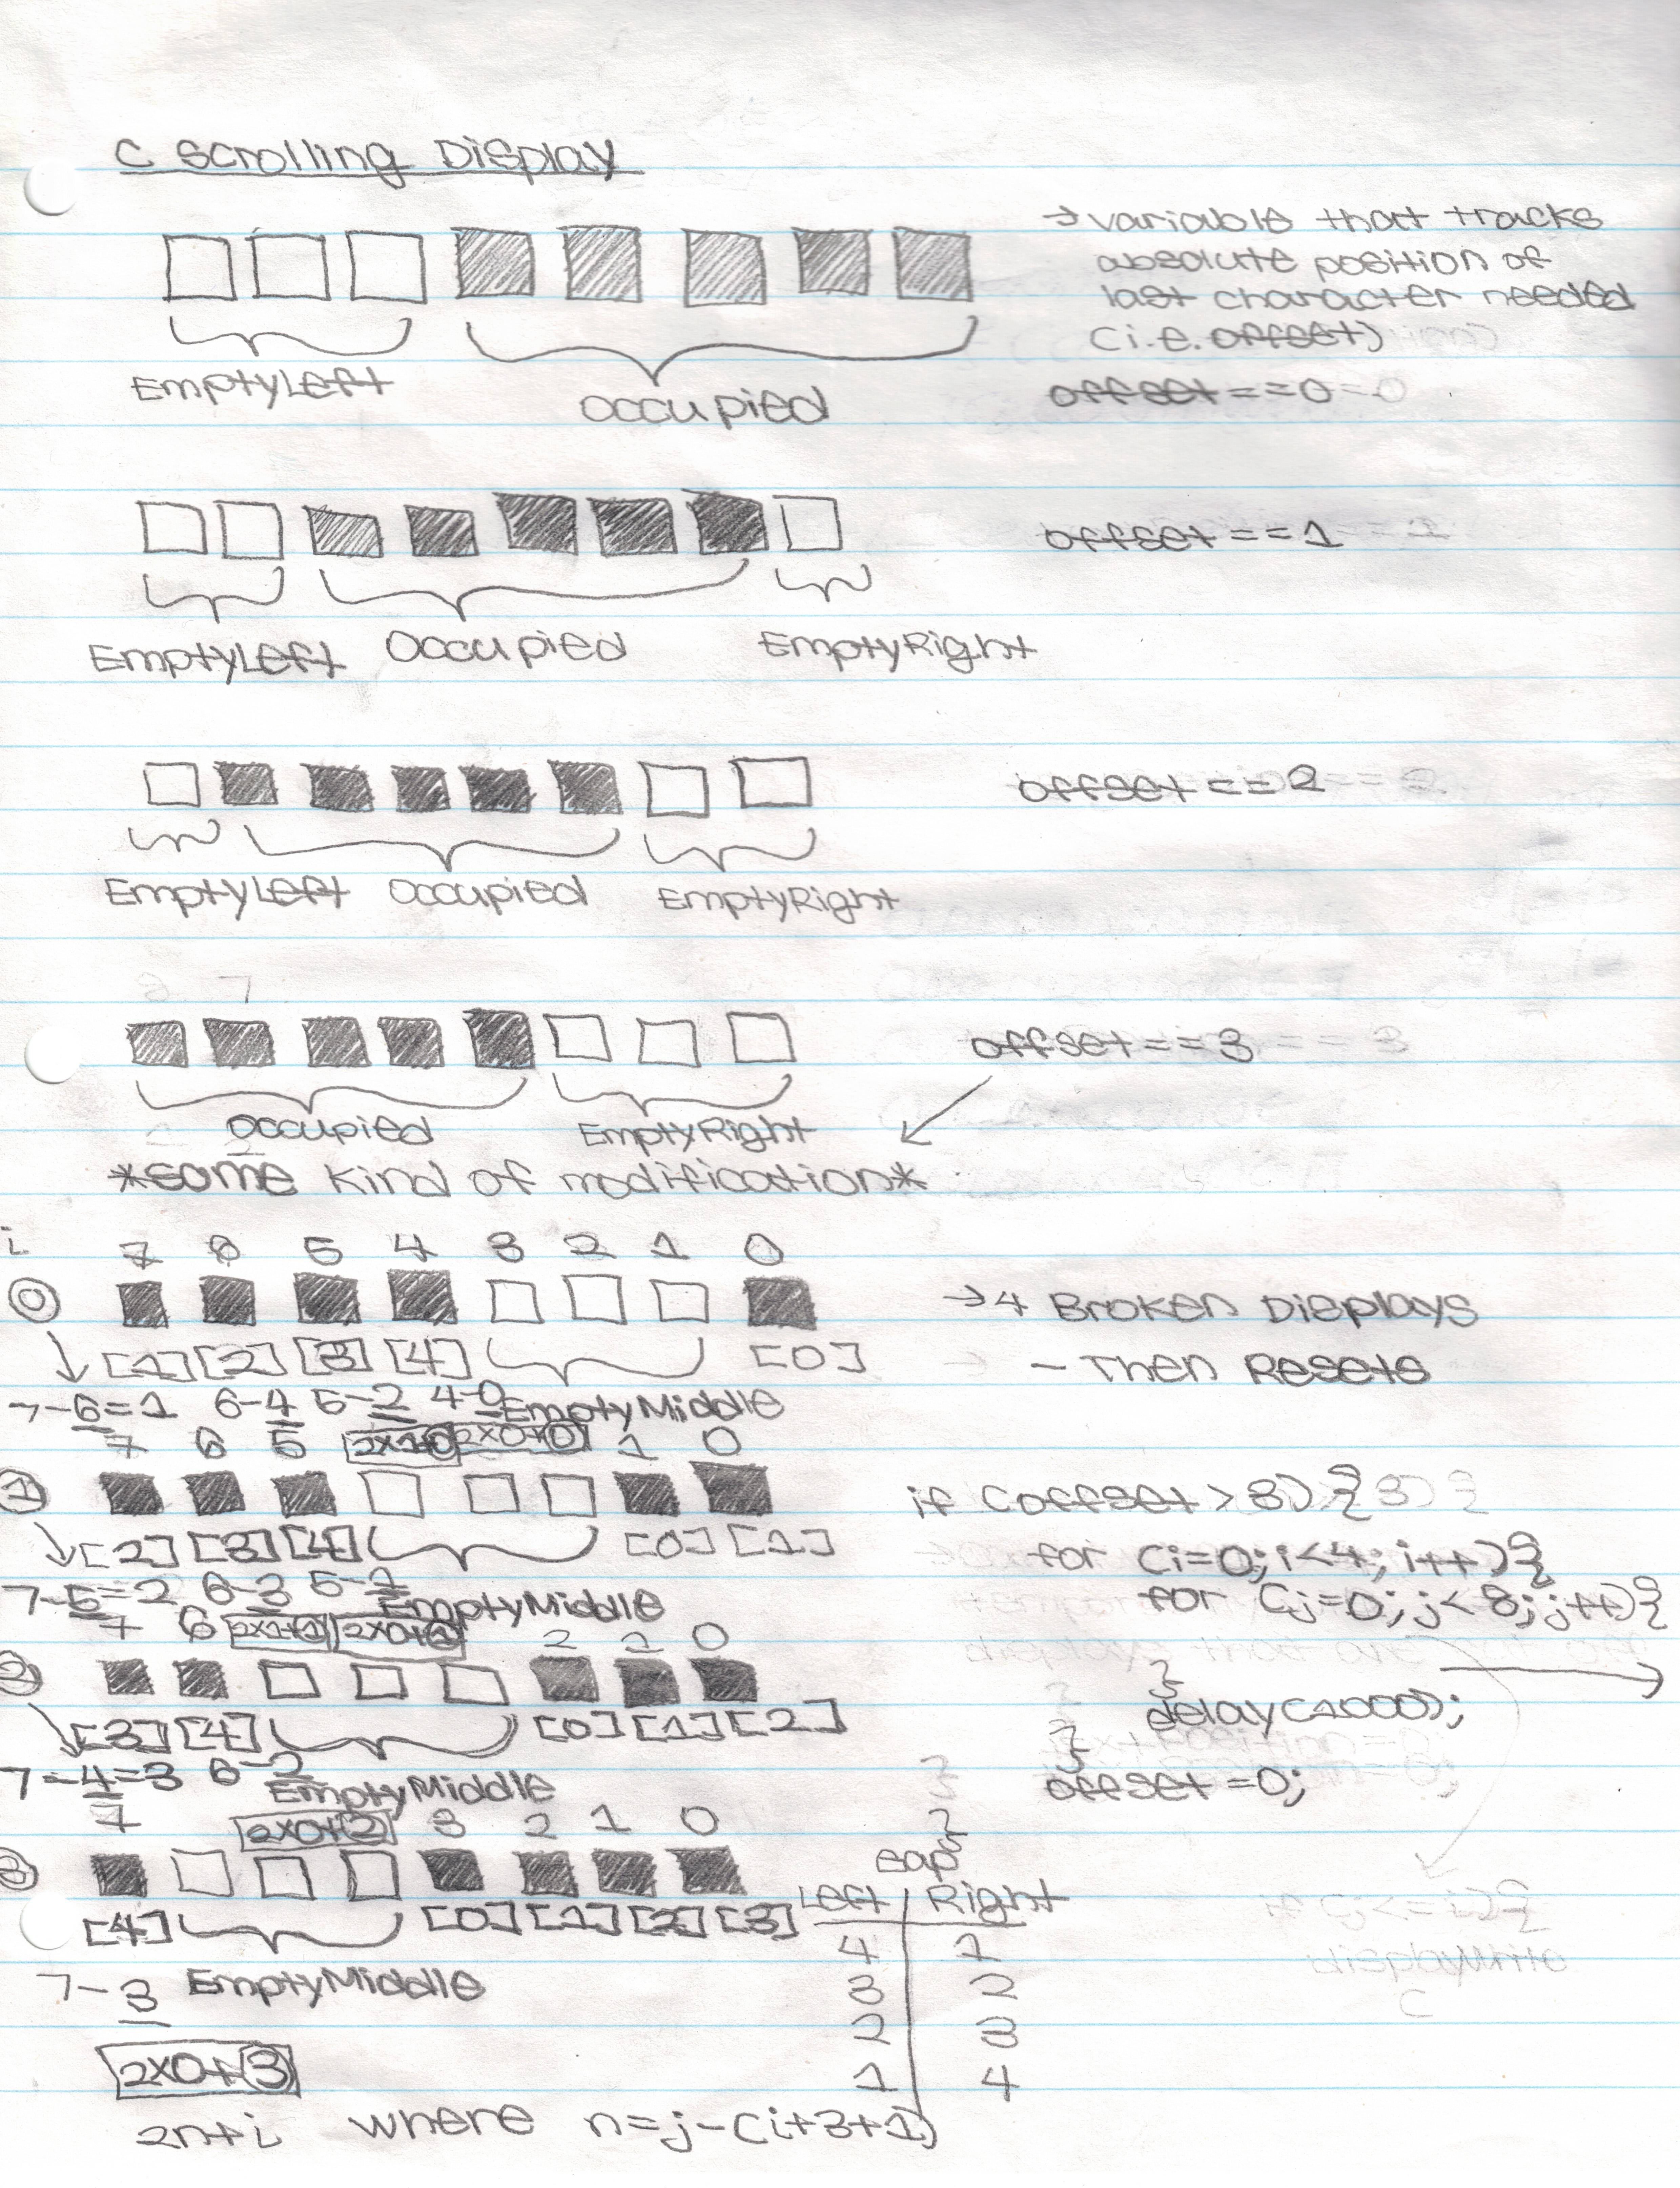 C Scrolling Display
→ variable that tracks
absolute position of
last character needed
(i.e. offset)
EmptyLeft
Occupied
offset == 0
offset == 1
EmptyLeft Occupied EmptyRight
offset == 2
EmptyLeft Occupied EmptyRight
offset == 3
Occupied EmptyRight
*some kind of modification*
i 7 6 5 4 3 2 1 0
0
→ 4 Broken Displays
[1] [2] [3] [4] [0]
- Then Resets
7-6=1 6-4 5-2 4-0 EmptyMiddle
7 6 5 2x1+0 2x0+0 1 0
1
if (offset > 3) {
[2] [3] [4] [0] [1]
for (i=0; i<4; i++) {
7-5=2 6-3 5-1 EmptyMiddle
for (j=0; j<8; j++) {
7 6 2x1+1 2x0+1 2 1 0
2
}
[3] [4] [0] [1] [2]
delay(1000);
}
7-4=3 6-2 EmptyMiddle
offset = 0;
7 2x0+2 3 2 1 0
}
3
gap
[4] [0] [1] [2] [3]
Left Right
4 1
7-3 EmptyMiddle
3 2
2 3
2x0+3
1 4
2n+i where n=j-(i+3+1)